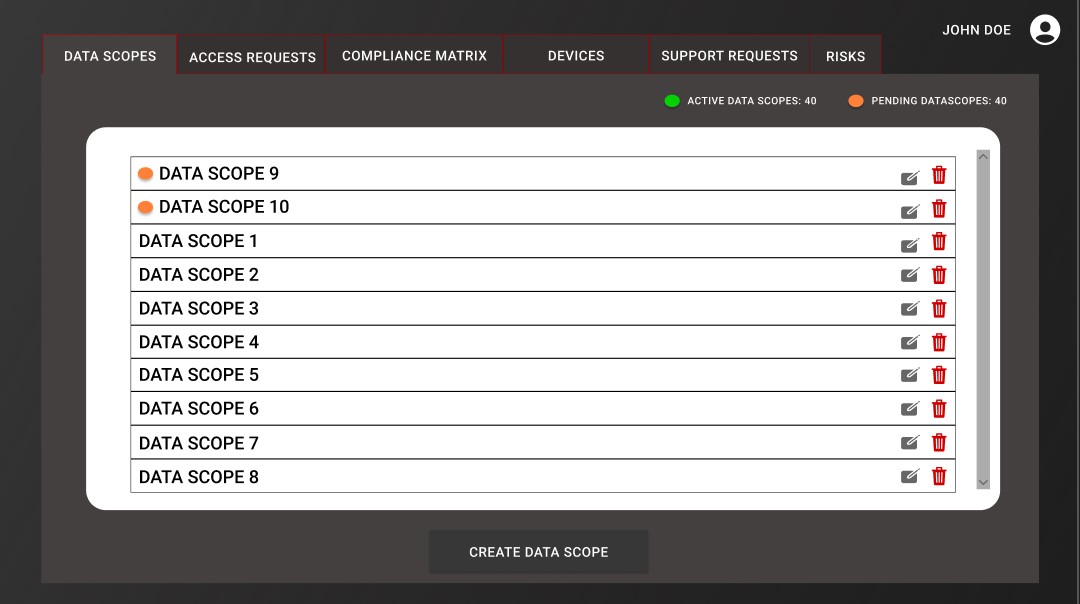 JOHN DOE
DATA SCOPES
ACCESS REQUESTS
COMPLIANCE MATRIX
DEVICES
SUPPORT REQUESTS
RISKS
ACTIVE DATA SCOPES: 40
PENDING DATASCOPES: 40
DATA SCOPE 9
DATA SCOPE 10
DATA SCOPE 1
DATA SCOPE 2
DATA SCOPE 3
DATA SCOPE 4
DATA SCOPE 5
DATA SCOPE 6
DATA SCOPE 7
DATA SCOPE 8
CREATE DATA SCOPE